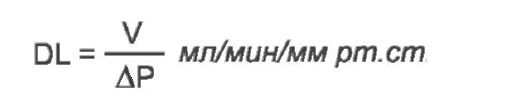 DL = V / ΔP мл/мин/мм рт.ст